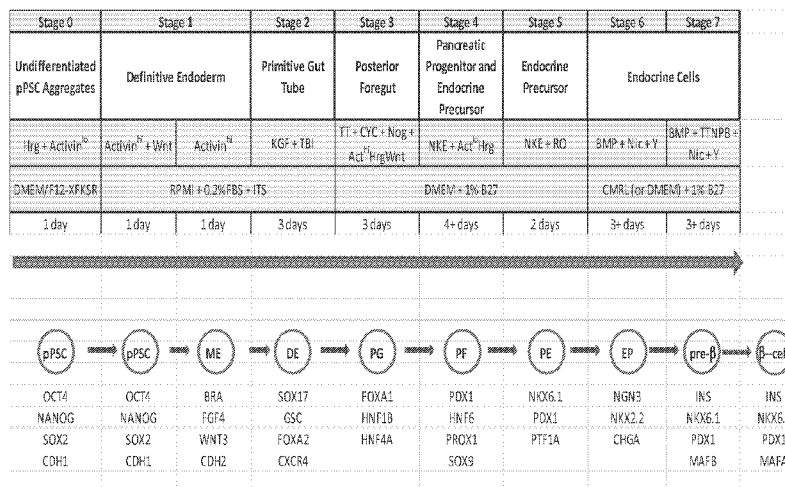 Stage 0 Stage 1 Stage 2 Stage 3 Stage 4 Stage 5 Stage 6 Stage 7
Undifferentiated pPSC Aggregates
Definitive Endoderm
Primitive Gut Tube
Posterior Foregut
Pancreatic Progenitor and Endocrine Precursor
Endocrine Precursor
Endocrine Cells
Hrg + Activin^lo
Activin^hi + Wnt
Activin^hi
KGF + TBI
TT + CYC + Nog +
Act^hi HrgWnt
NKE + Act^lo Hrg
NKE + RO
BMP + Nic + Y
BMP + TTNPB +
Nic + Y
DMEM/F12-XFKSR RPMI + 0.2%FBS + ITS DMEM + 1% B27 CMRL (or DMEM) + 1% B27
1 day 1 day 1 day 3 days 3 days 4+ days 2 days 3+ days 3+ days
pPSC pPSC ME DE PG PF PE EP pre-β β-cell
OCT4 OCT4 BRA SOX17 FOXA1 PDX1 NKX6.1 NGN3 INS INS
NANOG NANOG FGF4 GSC HNF1B HNF6 PDX1 NKX2.2 NKX6.1 NKX6.
SOX2 SOX2 WNT3 FOXA2 HNF4A PROX1 PTF1A CHGA PDX1 PDX1
CDH1 CDH1 CDH2 CXCR4 SOX9 MAFB MAFA